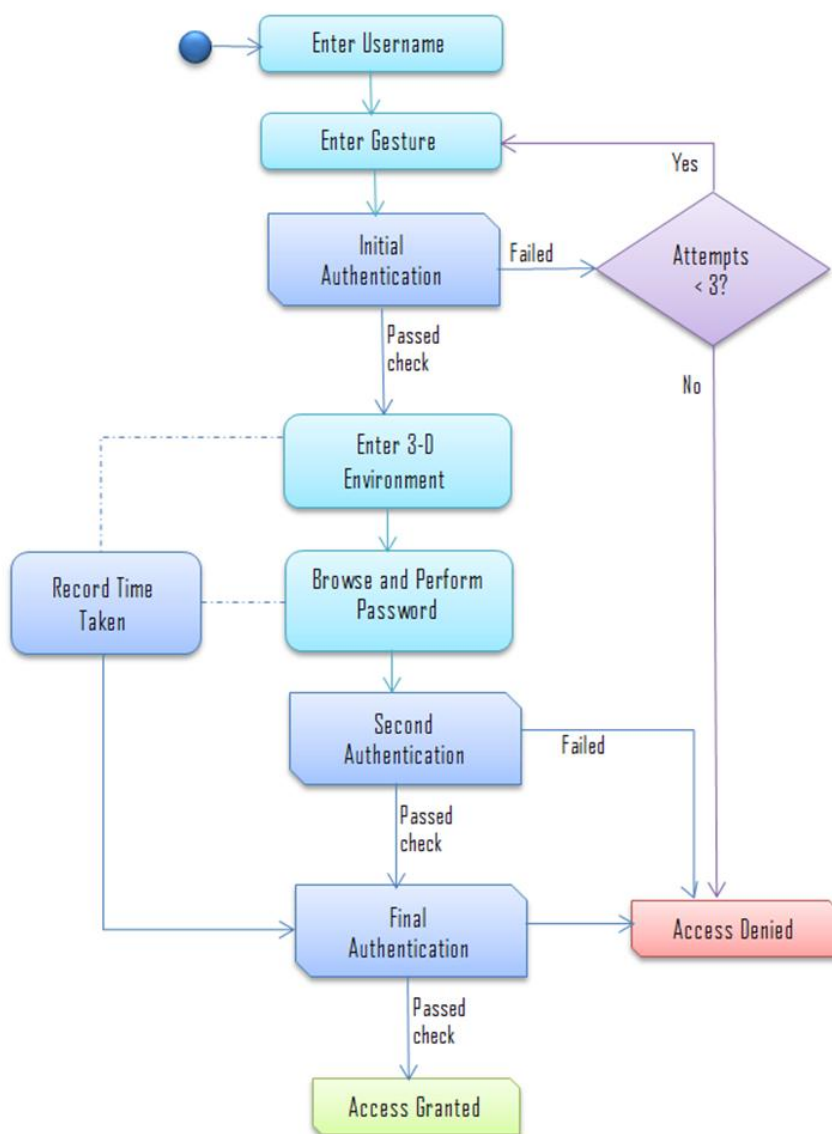 Enter Username
Enter Gesture
Yes
Initial
Authentication
Failed
Attempts
< 3?
Passed
check
No
Enter 3-D
Environment
Record Time
Taken
Browse and Perform
Password
Second
Authentication
Failed
Passed
check
Final
Authentication
Access Denied
Passed
check
Access Granted